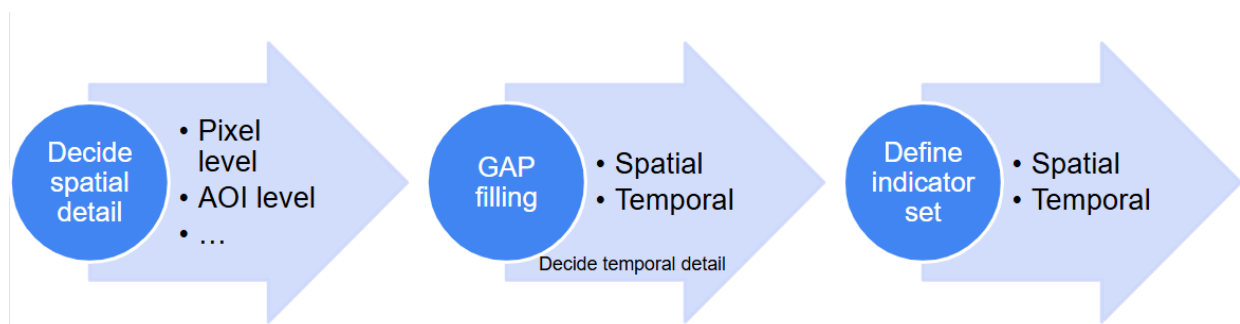 Decide
spatial
detail
• Pixel
level
• AOI level
• …
GAP
filling
• Spatial
• Temporal
Decide temporal detail
Define
indicator
set
• Spatial
• Temporal